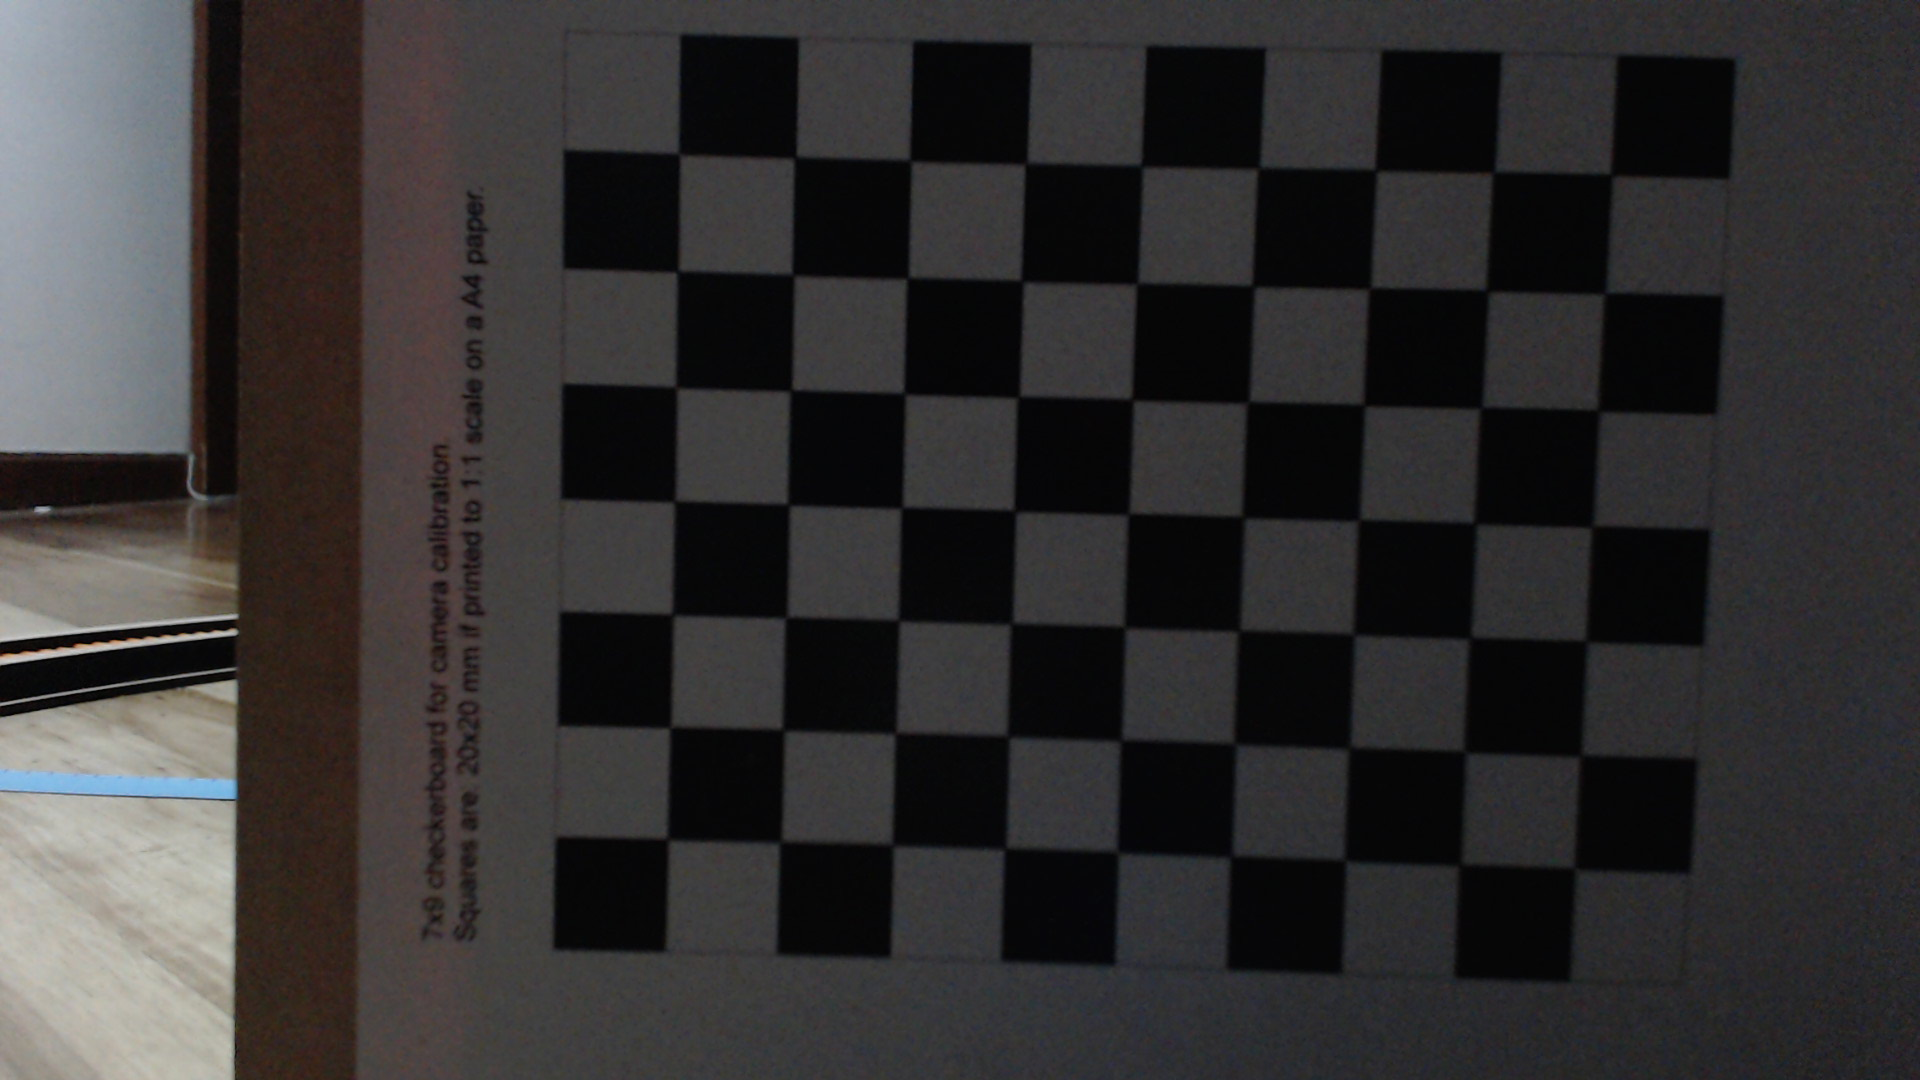 7x9 checkerboard for camera calibration
Squares are 20x20 mm if printed to 1:1 scale on a A4 paper.